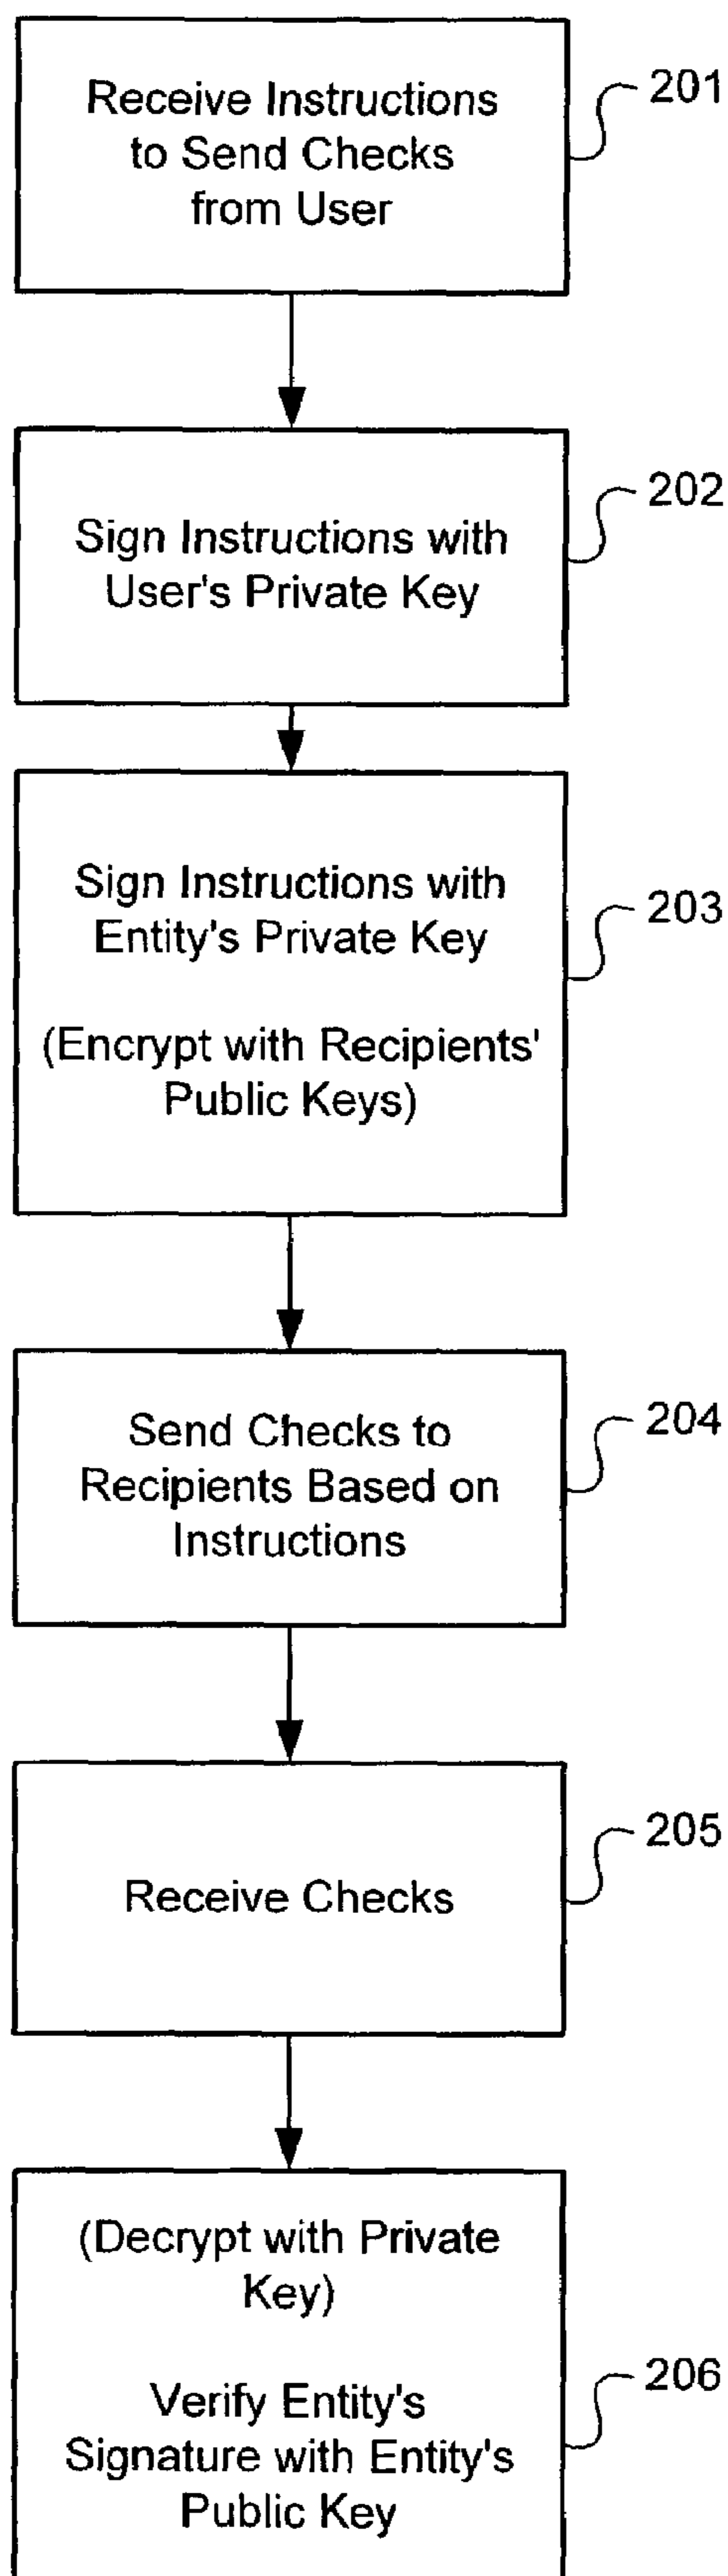 Receive Instructions
to Send Checks
from User
201
Sign Instructions with
User's Private Key
202
Sign Instructions with
Entity's Private Key
(Encrypt with Recipients'
Public Keys)
203
Send Checks to
Recipients Based on
Instructions
204
Receive Checks
205
(Decrypt with Private
Key)
Verify Entity's
Signature with Entity's
Public Key
206